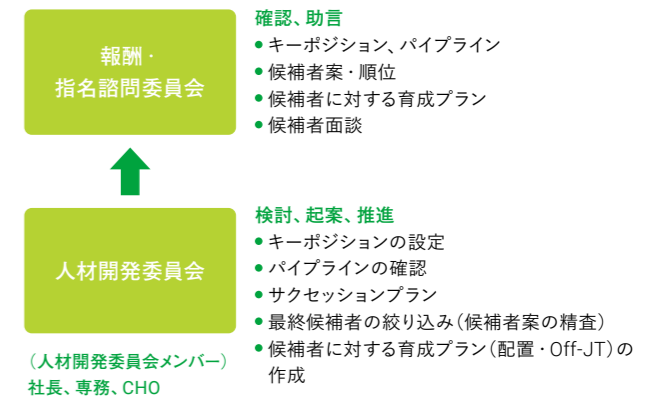 報酬・
指名諮問委員会
確認、助言
● キーポジション、パイプライン
● 候補者案・順位
● 候補者に対する育成プラン
● 候補者面談
人材開発委員会
(人材開発委員会メンバー)
社長、専務、CHO
検討、起案、推進
● キーポジションの設定
● パイプラインの確認
● サクセッションプラン
● 最終候補者の絞り込み(候補者案の精査)
● 候補者に対する育成プラン(配置・Off-JT)の
作成